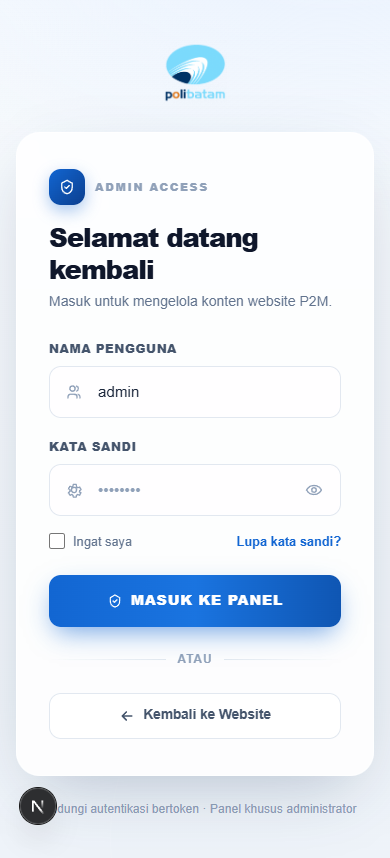 polibatam
ADMIN ACCESS
Selamat datang
kembali
Masuk untuk mengelola konten website P2M.
NAMA PENGGUNA
admin
KATA SANDI
••••••••
Ingat saya
Lupa kata sandi?
MASUK KE PANEL
ATAU
Kembali ke Website
N
dungi autentikasi bertoken · Panel khusus administrator